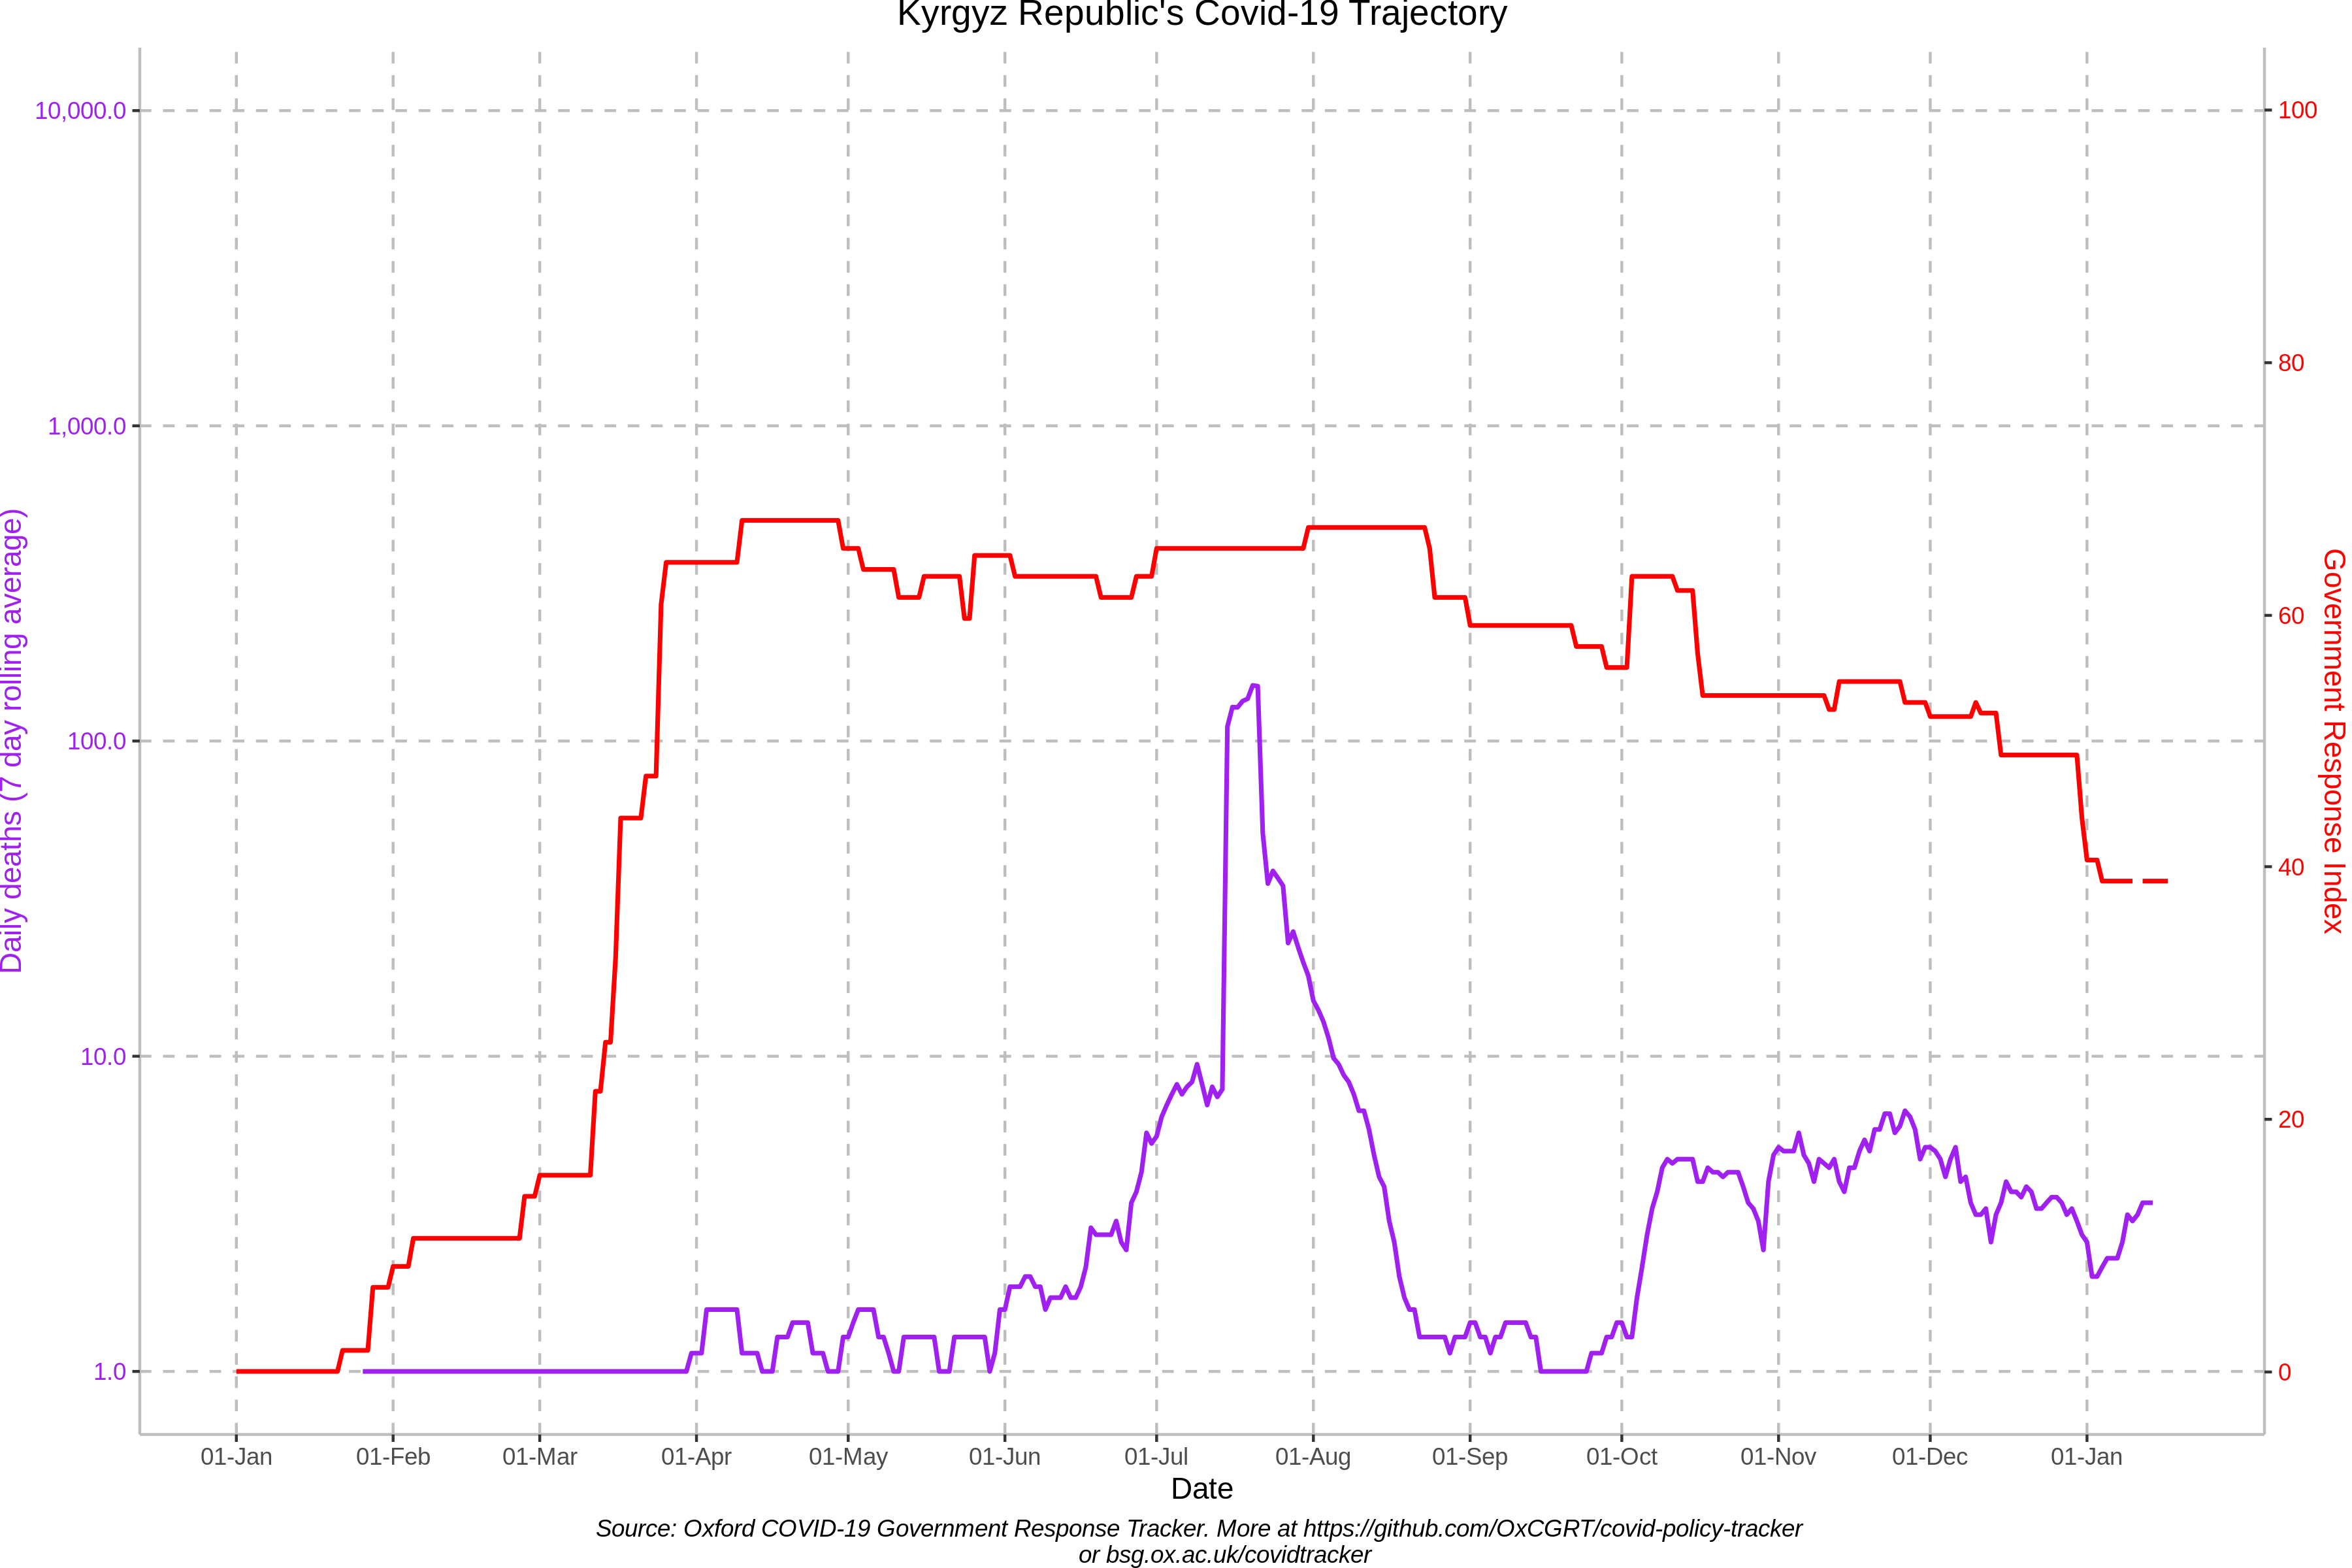 Kyrgyz Republic's Covid-19 Trajectory
10,000.0
1,000.0
100.0
10.0
1.0
Daily deaths (7 day rolling average)
100
80
60
40
20
0
Government Response Index
01-Jan 01-Feb 01-Mar 01-Apr 01-May 01-Jun 01-Jul 01-Aug 01-Sep 01-Oct 01-Nov 01-Dec 01-Jan
Date
Source: Oxford COVID-19 Government Response Tracker. More at https://github.com/OxCGRT/covid-policy-tracker
or bsg.ox.ac.uk/covidtracker